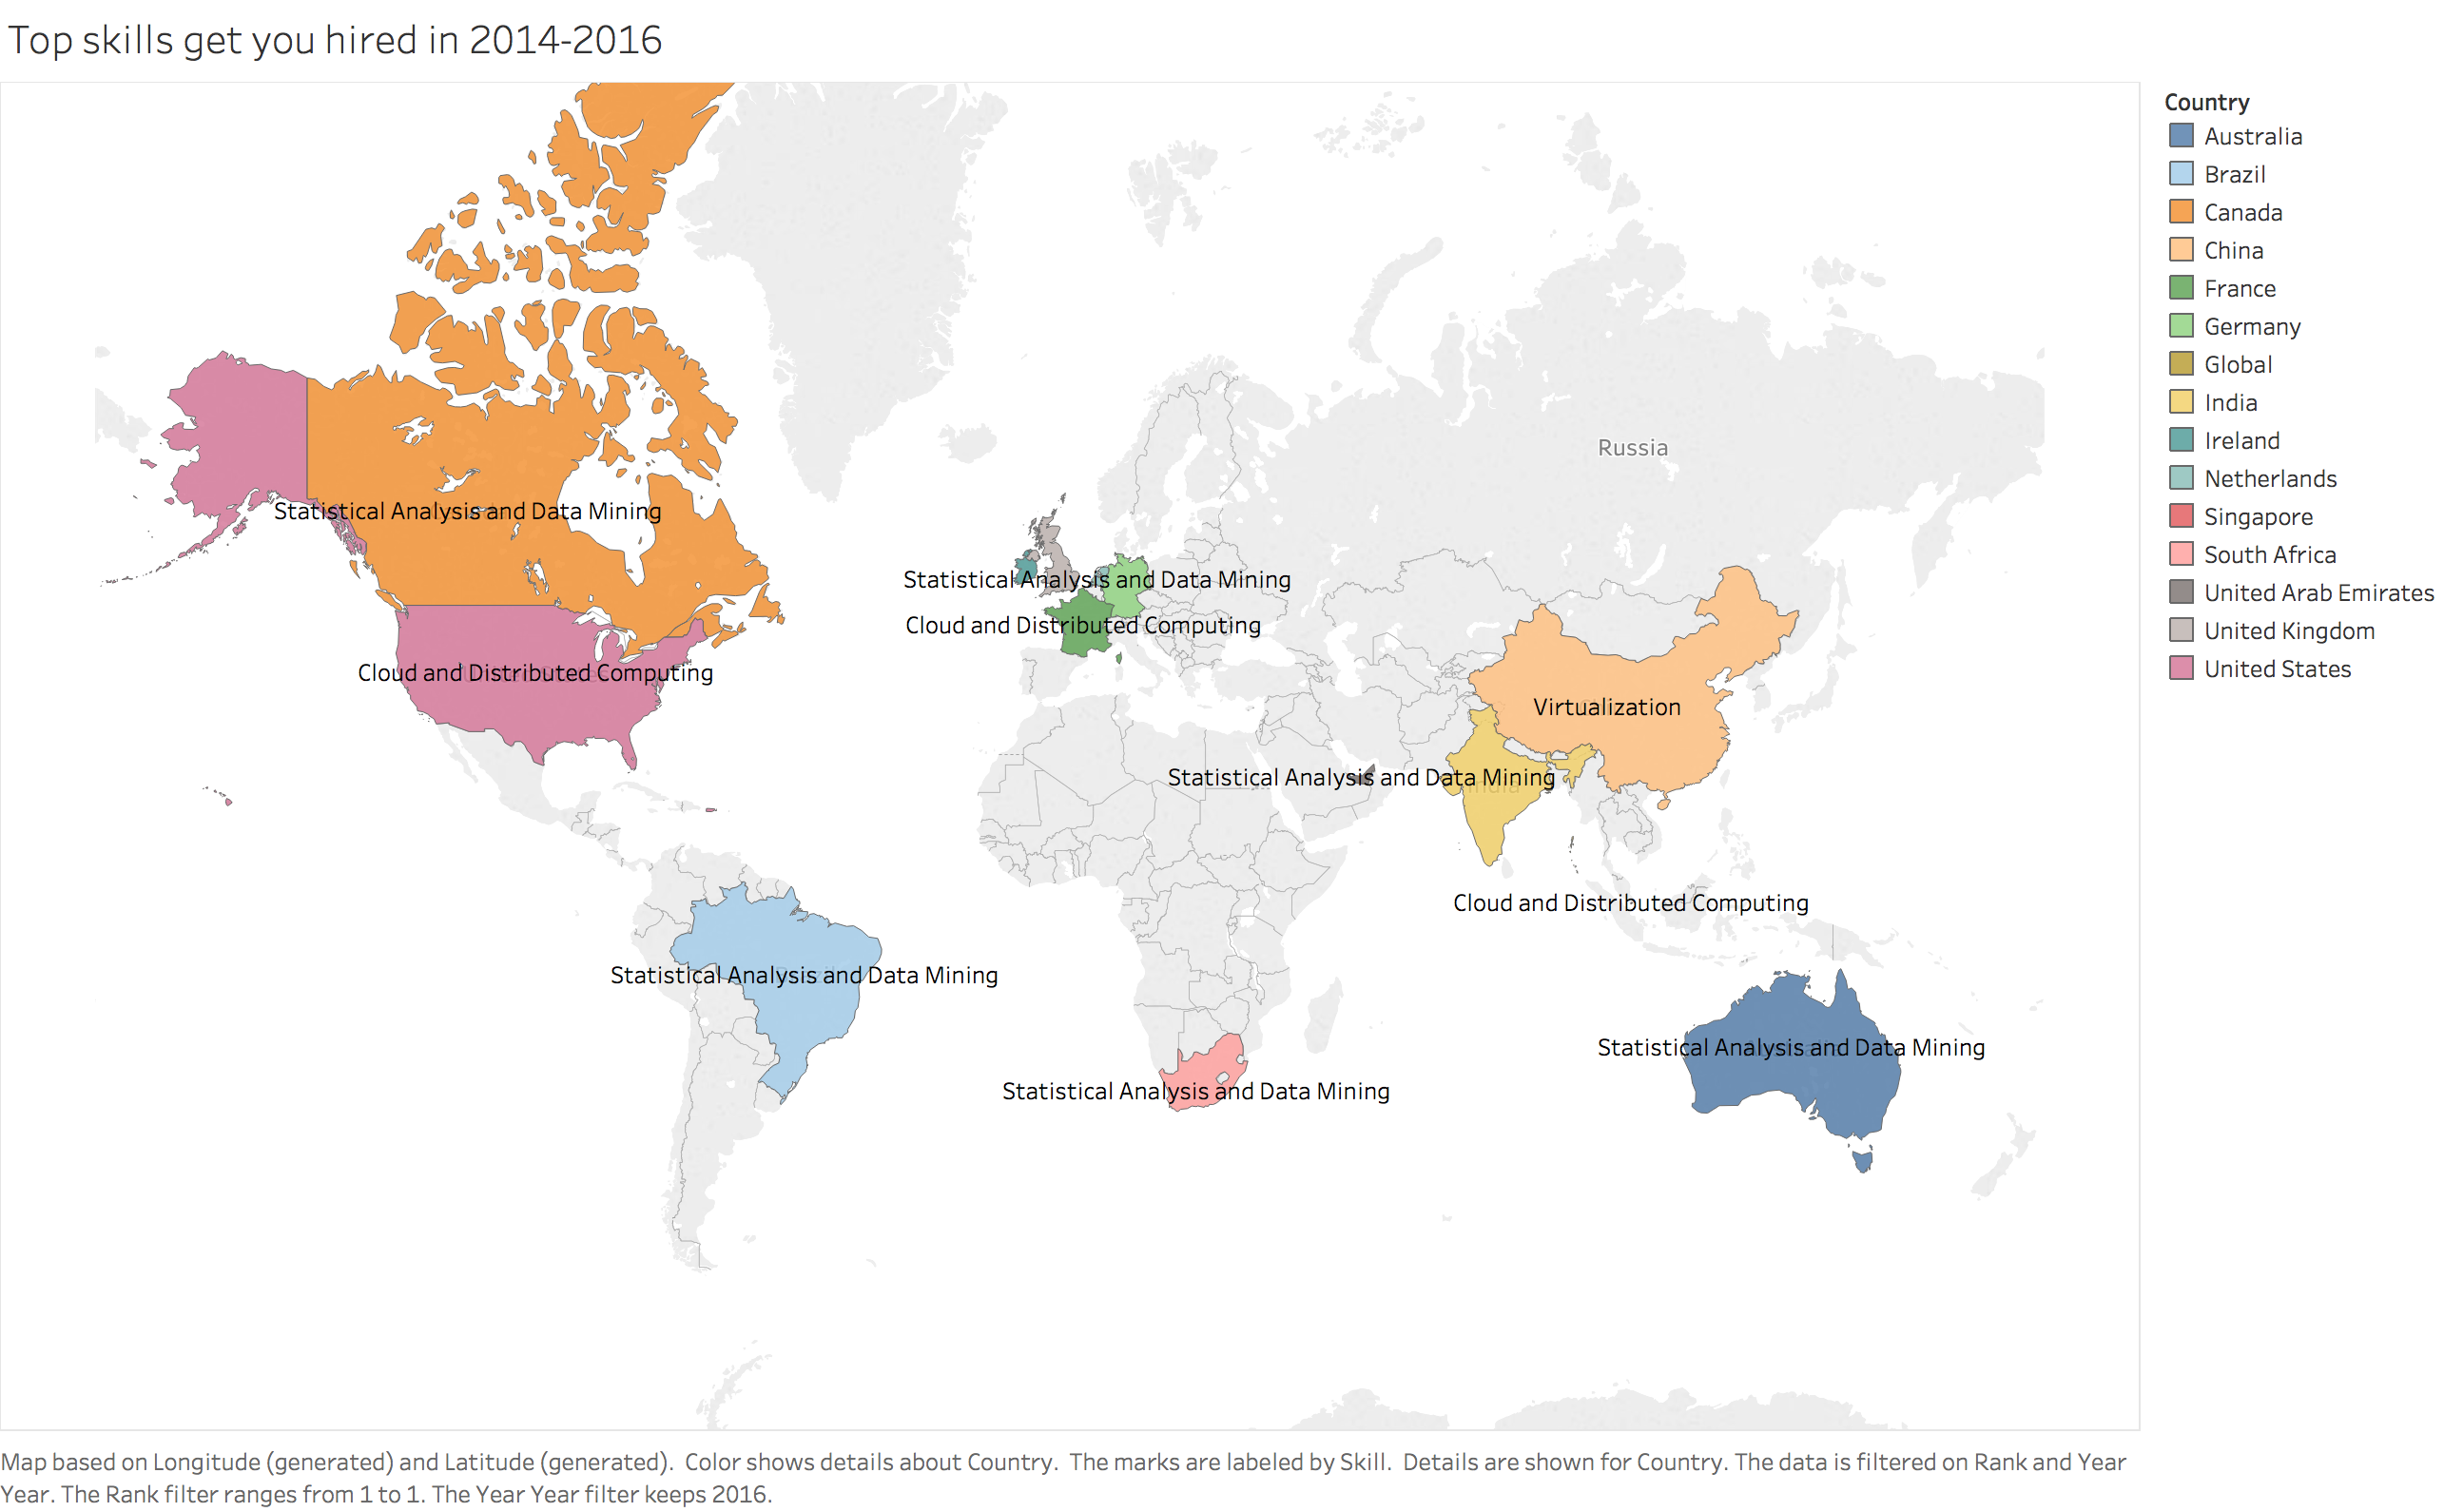 Top skills get you hired in 2014-2016
Country
Australia
Brazil
Canada
China
France
Germany
Global
India
Ireland
Netherlands
Singapore
South Africa
United Arab Emirates
United Kingdom
United States
Russia
Statistical Analysis and Data Mining
Statistical Analysis and Data Mining
Cloud and Distributed Computing
Cloud and Distributed Computing
Virtualization
Statistical Analysis and Data Mining
India
Cloud and Distributed Computing
Statistical Analysis and Data Mining
Statistical Analysis and Data Mining
Statistical Analysis and Data Mining
Map based on Longitude (generated) and Latitude (generated).  Color shows details about Country.  The marks are labeled by Skill.  Details are shown for Country. The data is filtered on Rank and Year
Year. The Rank filter ranges from 1 to 1. The Year Year filter keeps 2016.